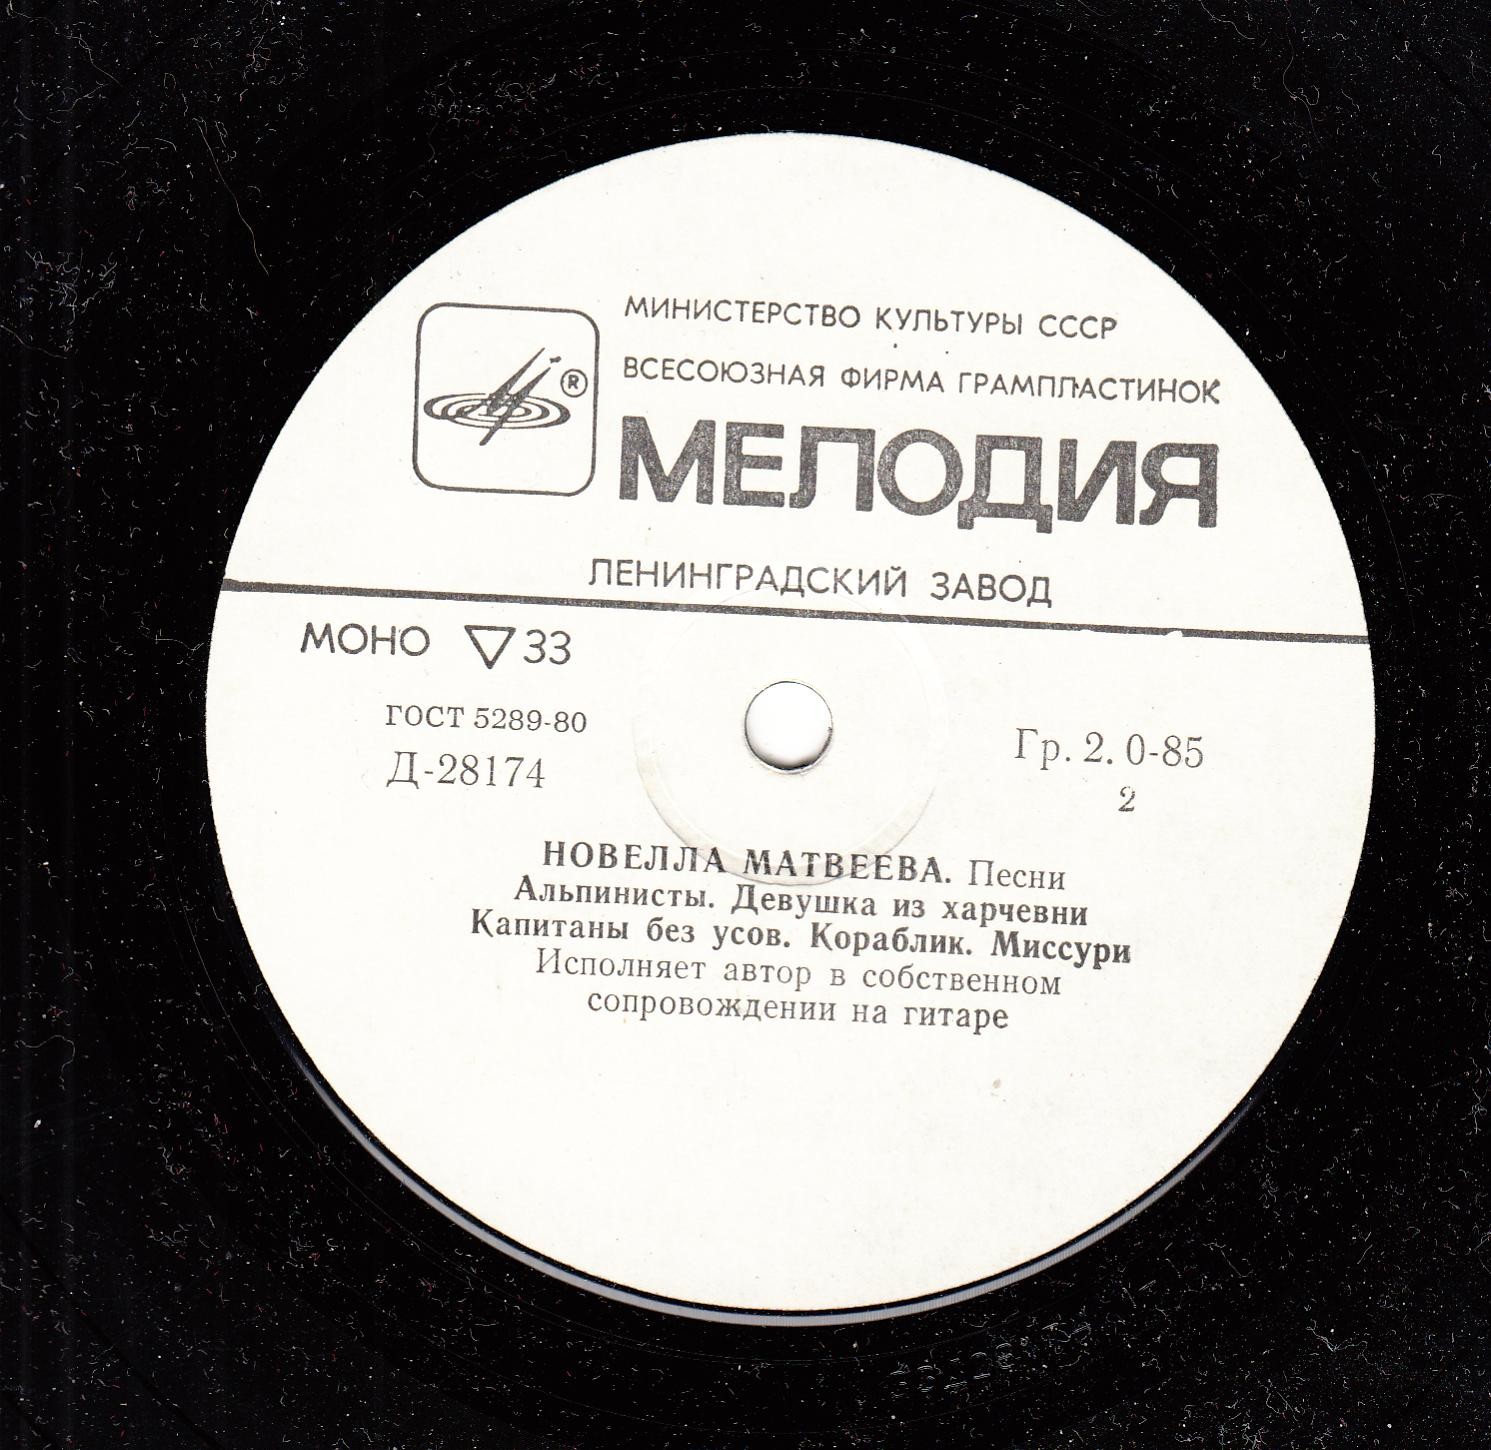 МИНИСТЕРСТВО КУЛЬТУРЫ СССР
ВСЕСОЮЗНАЯ ФИРМА ГРАМПЛАСТИНОК
®
МЕЛОДИЯ
ЛЕНИНГРАДСКИЙ ЗАВОД
МОНО ▽33
ГОСТ 5289-80
Д-28174
Гр. 2. 0-85
2
НОВЕЛЛА МАТВЕЕВА. Песни
Альпинисты. Девушка из харчевни
Капитаны без усов. Кораблик. Миссури
Исполняет автор в собственном
сопровождении на гитаре